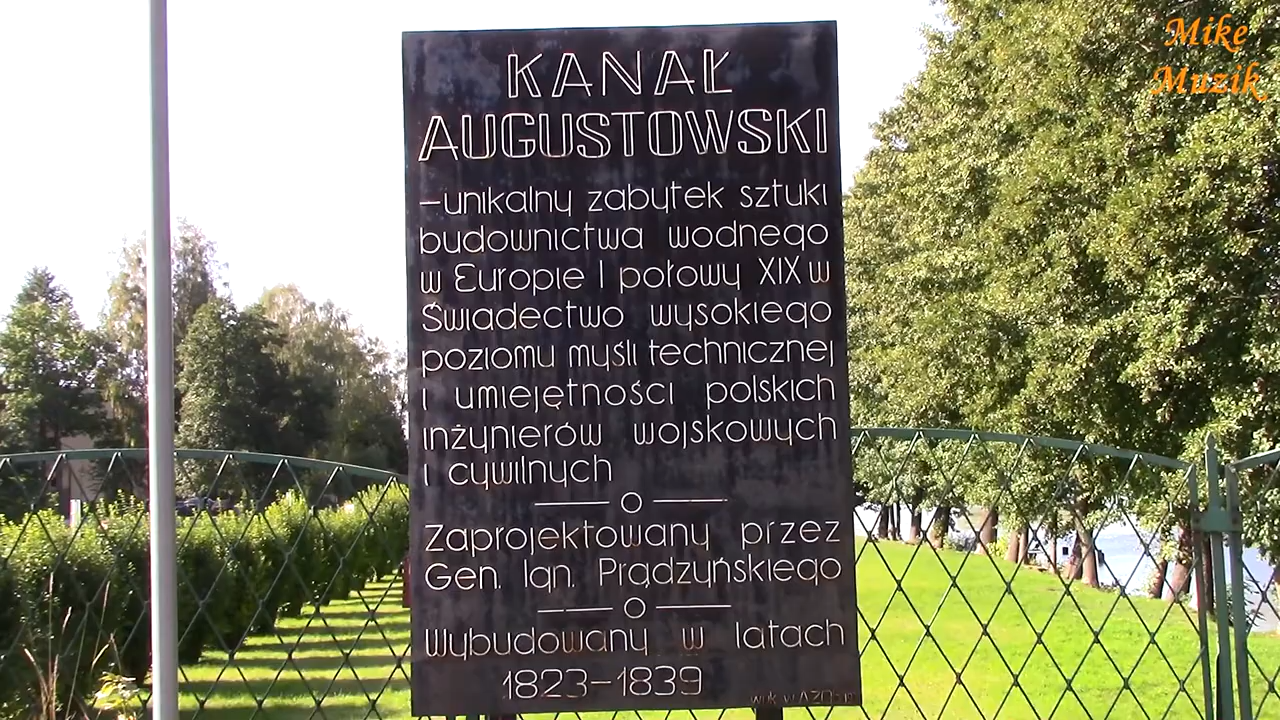 Mike
Muzik
KANAŁ
AUGUSTOWSKI
–unikalny zabytek sztuki
budownictwa wodnego
w Europie I połowy XIX w
Świadectwo wysokiego
poziomu myśli technicznej
i umiejętności polskich
inżynierów wojskowych
i cywilnych
Zaprojektowany przez
Gen. Ign. Prądzyńskiego
Wybudowany w latach
1823–1839